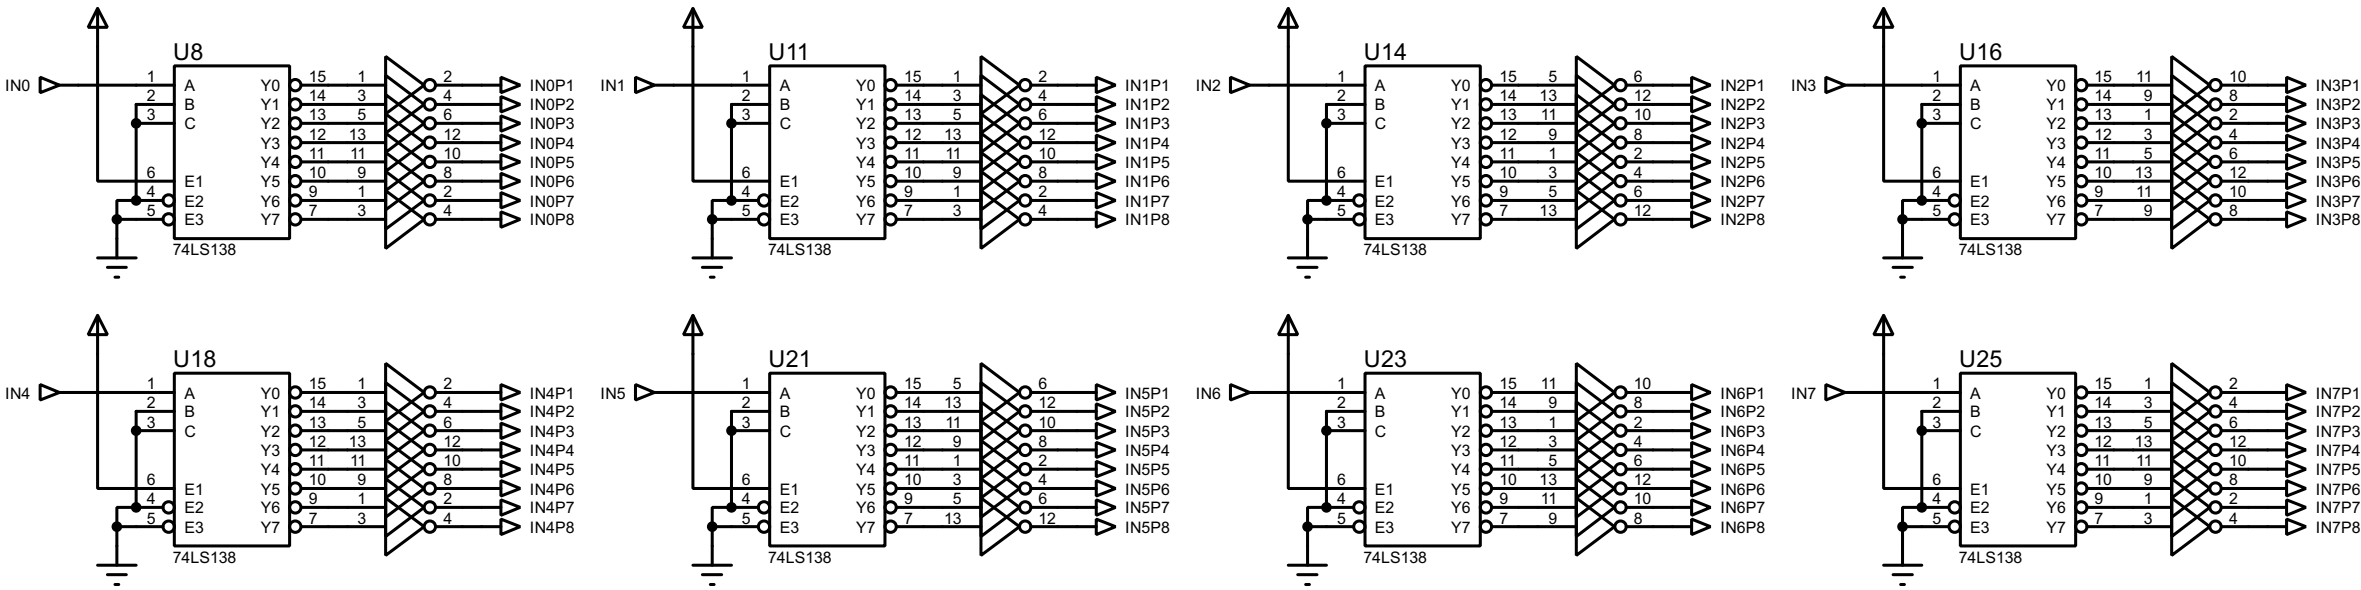 U8 U11 U14 U16
IN0 1 A Y0 15 1 2 IN0P1 IN1 1 A Y0 15 1 2 IN1P1 IN2 1 A Y0 15 5 6 IN2P1 IN3 1 A Y0 15 11 10 IN3P1
2 B Y1 14 3 4 IN0P2 2 B Y1 14 3 4 IN1P2 2 B Y1 14 13 12 IN2P2 2 B Y1 14 9 8 IN3P2
3 C Y2 13 5 6 IN0P3 3 C Y2 13 5 6 IN1P3 3 C Y2 13 11 10 IN2P3 3 C Y2 13 1 2 IN3P3
Y3 12 13 12 IN0P4 Y3 12 13 12 IN1P4 Y3 12 9 8 IN2P4 Y3 12 3 4 IN3P4
Y4 11 11 10 IN0P5 Y4 11 11 10 IN1P5 Y4 11 1 2 IN2P5 Y4 11 5 6 IN3P5
6 E1 Y5 10 9 8 IN0P6 6 E1 Y5 10 9 8 IN1P6 6 E1 Y5 10 3 4 IN2P6 6 E1 Y5 10 13 12 IN3P6
4 E2 Y6 9 1 2 IN0P7 4 E2 Y6 9 1 2 IN1P7 4 E2 Y6 9 5 6 IN2P7 4 E2 Y6 9 11 10 IN3P7
5 E3 Y7 7 3 4 IN0P8 5 E3 Y7 7 3 4 IN1P8 5 E3 Y7 7 13 12 IN2P8 5 E3 Y7 7 9 8 IN3P8
74LS138 74LS138 74LS138 74LS138
U18 U21 U23 U25
IN4 1 A Y0 15 1 2 IN4P1 IN5 1 A Y0 15 5 6 IN5P1 IN6 1 A Y0 15 11 10 IN6P1 IN7 1 A Y0 15 1 2 IN7P1
2 B Y1 14 3 4 IN4P2 2 B Y1 14 13 12 IN5P2 2 B Y1 14 9 8 IN6P2 2 B Y1 14 3 4 IN7P2
3 C Y2 13 5 6 IN4P3 3 C Y2 13 11 10 IN5P3 3 C Y2 13 1 2 IN6P3 3 C Y2 13 5 6 IN7P3
Y3 12 13 12 IN4P4 Y3 12 9 8 IN5P4 Y3 12 3 4 IN6P4 Y3 12 13 12 IN7P4
Y4 11 11 10 IN4P5 Y4 11 1 2 IN5P5 Y4 11 5 6 IN6P5 Y4 11 11 10 IN7P5
6 E1 Y5 10 9 8 IN4P6 6 E1 Y5 10 3 4 IN5P6 6 E1 Y5 10 13 12 IN6P6 6 E1 Y5 10 9 8 IN7P6
4 E2 Y6 9 1 2 IN4P7 4 E2 Y6 9 5 6 IN5P7 4 E2 Y6 9 11 10 IN6P7 4 E2 Y6 9 1 2 IN7P7
5 E3 Y7 7 3 4 IN4P8 5 E3 Y7 7 13 12 IN5P8 5 E3 Y7 7 9 8 IN6P8 5 E3 Y7 7 3 4 IN7P8
74LS138 74LS138 74LS138 74LS138